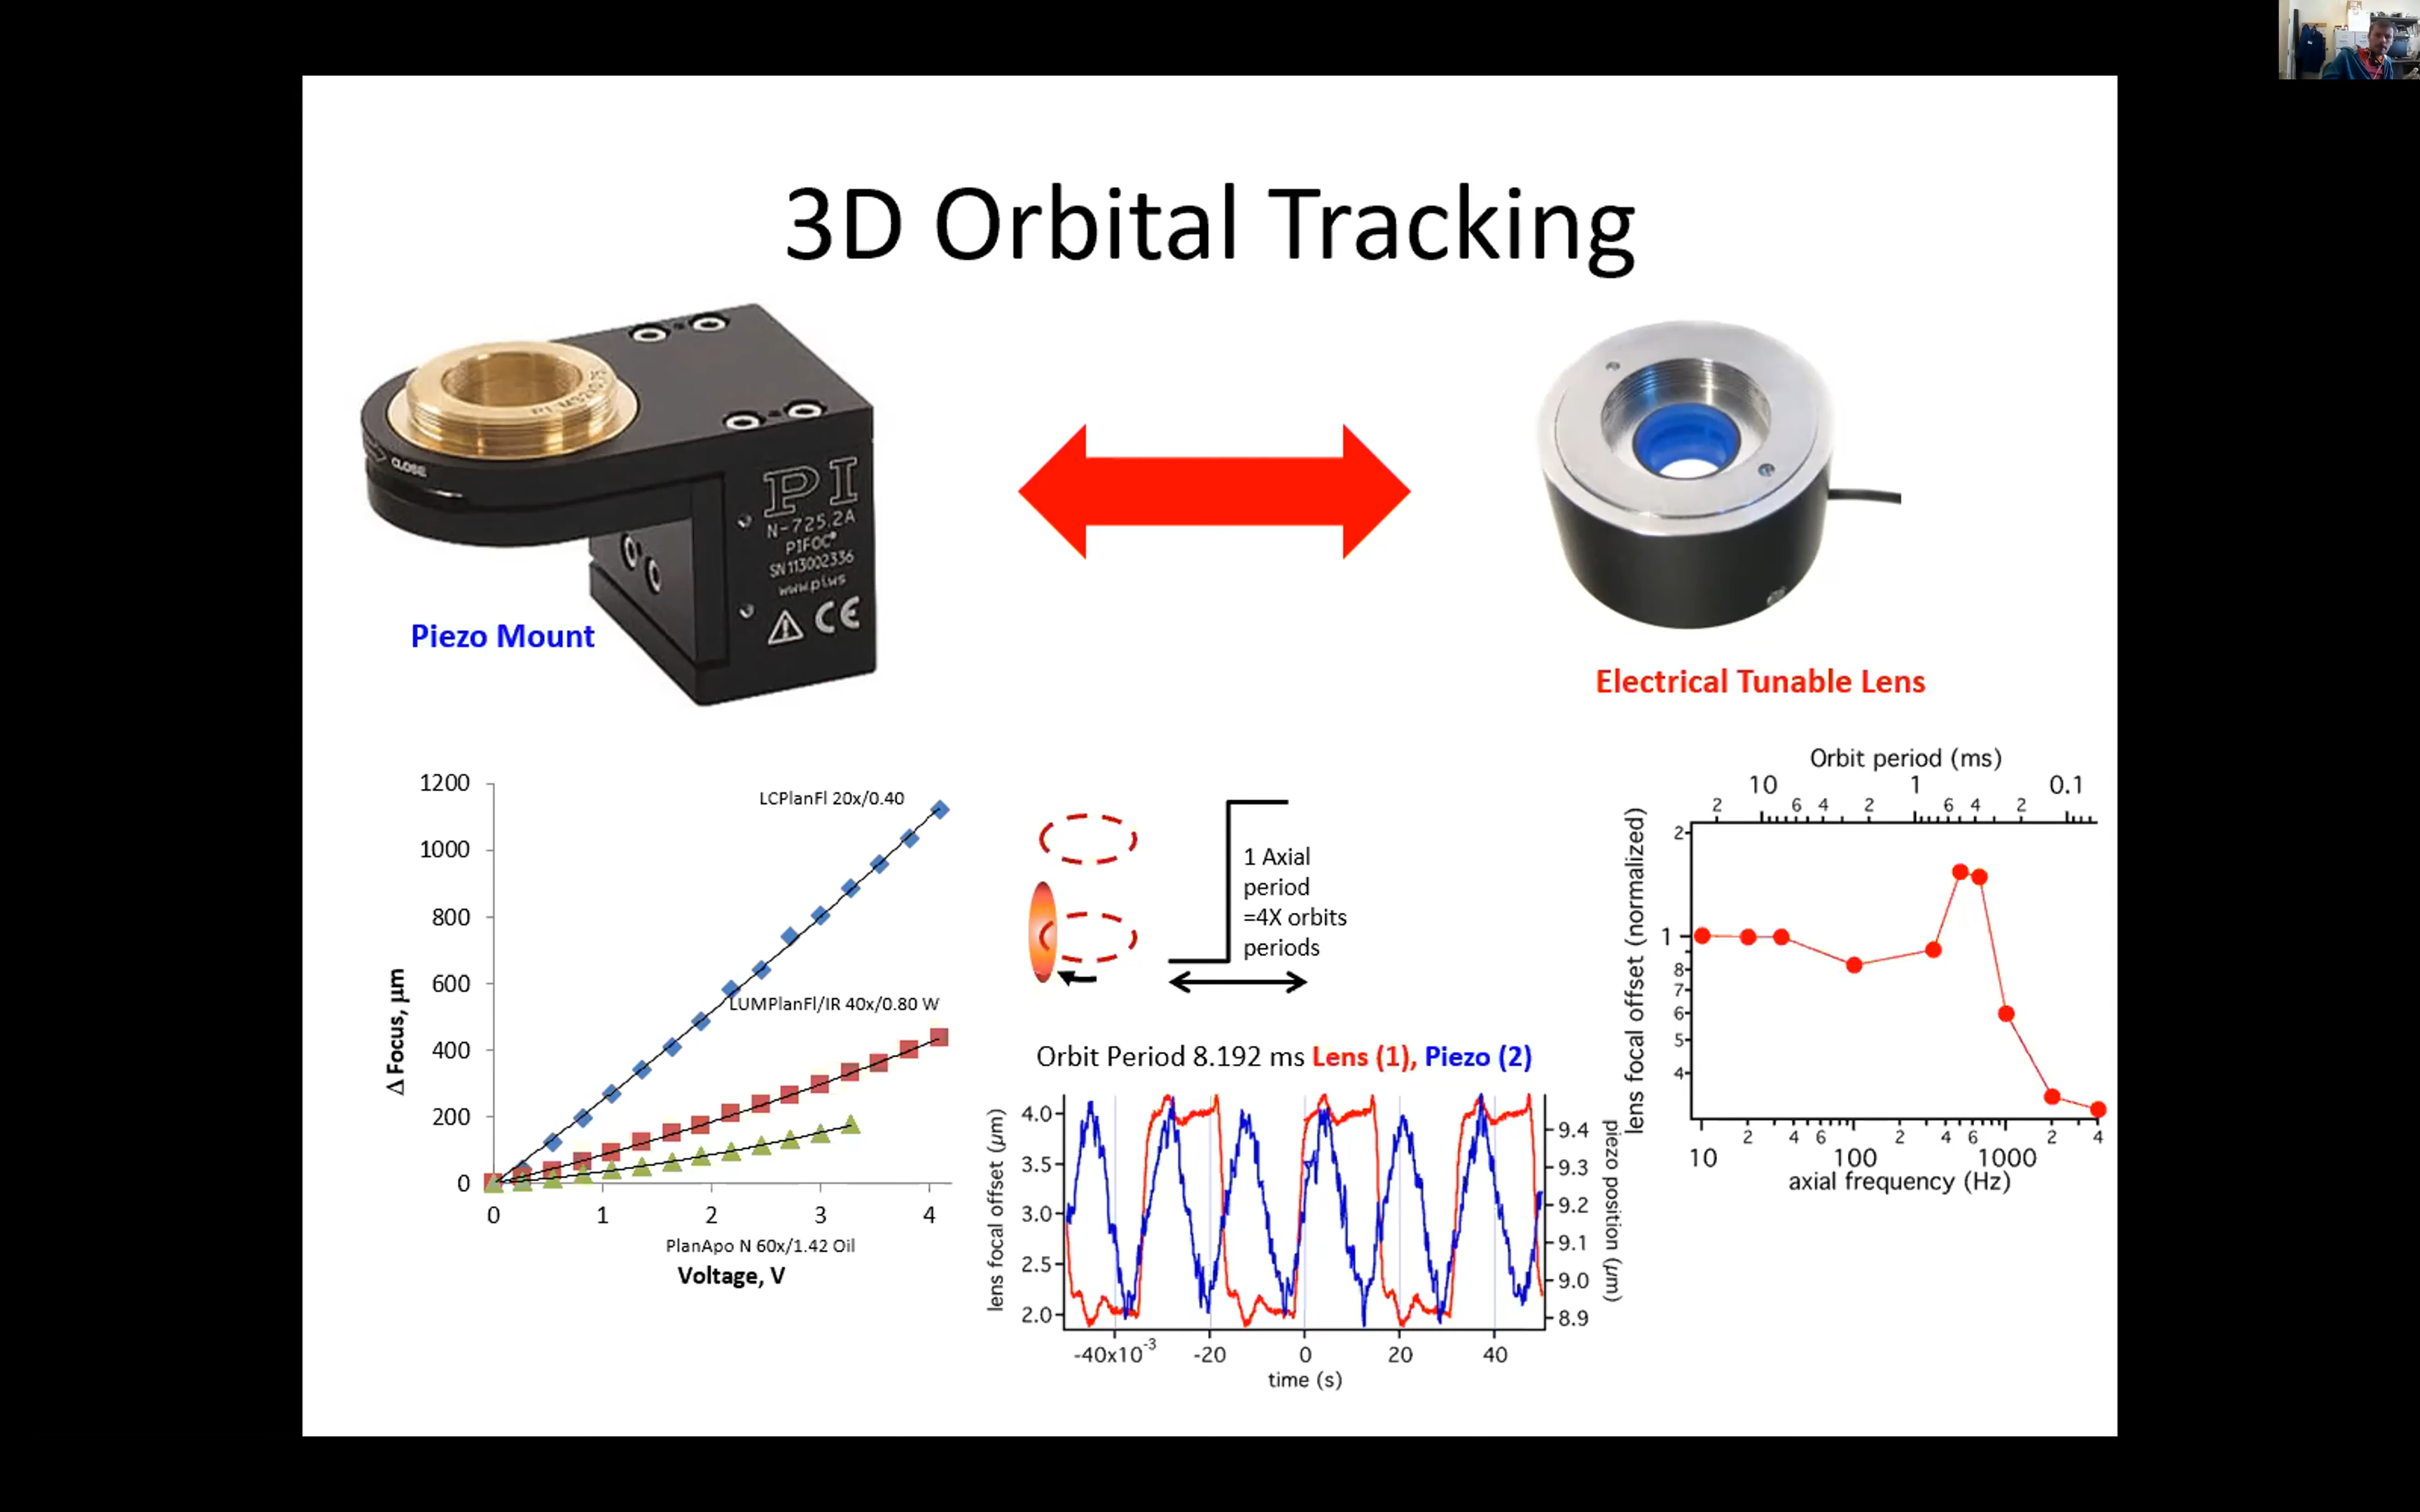 3D Orbital Tracking
CLOSE
PI
N-725.2A
PIFOC®
SN 113002336
www.pi.ws
CE
Piezo Mount
Electrical Tunable Lens
1200
1000
800
600
400
200
0
Δ Focus, µm
LCPlanFl 20x/0.40
LUMPlanFl/IR 40x/0.80 W
0 1 2 3 4
PlanApo N 60x/1.42 Oil
Voltage, V
1 Axial
period
=4X orbits
periods
Orbit Period 8.192 ms Lens (1), Piezo (2)
lens focal offset (µm)
4.0
3.5
3.0
2.5
2.0
9.4
9.3
9.2
9.1
9.0
8.9
piezo position (µm)
-40x10-3 -20 0 20 40
time (s)
Orbit period (ms)
10 1 0.1
2 6 4 2 6 4 2
lens focal offset (normalized)
2
1
8
7
6
5
4
2 4 6 2 4 6 2 4
10 100 1000
axial frequency (Hz)